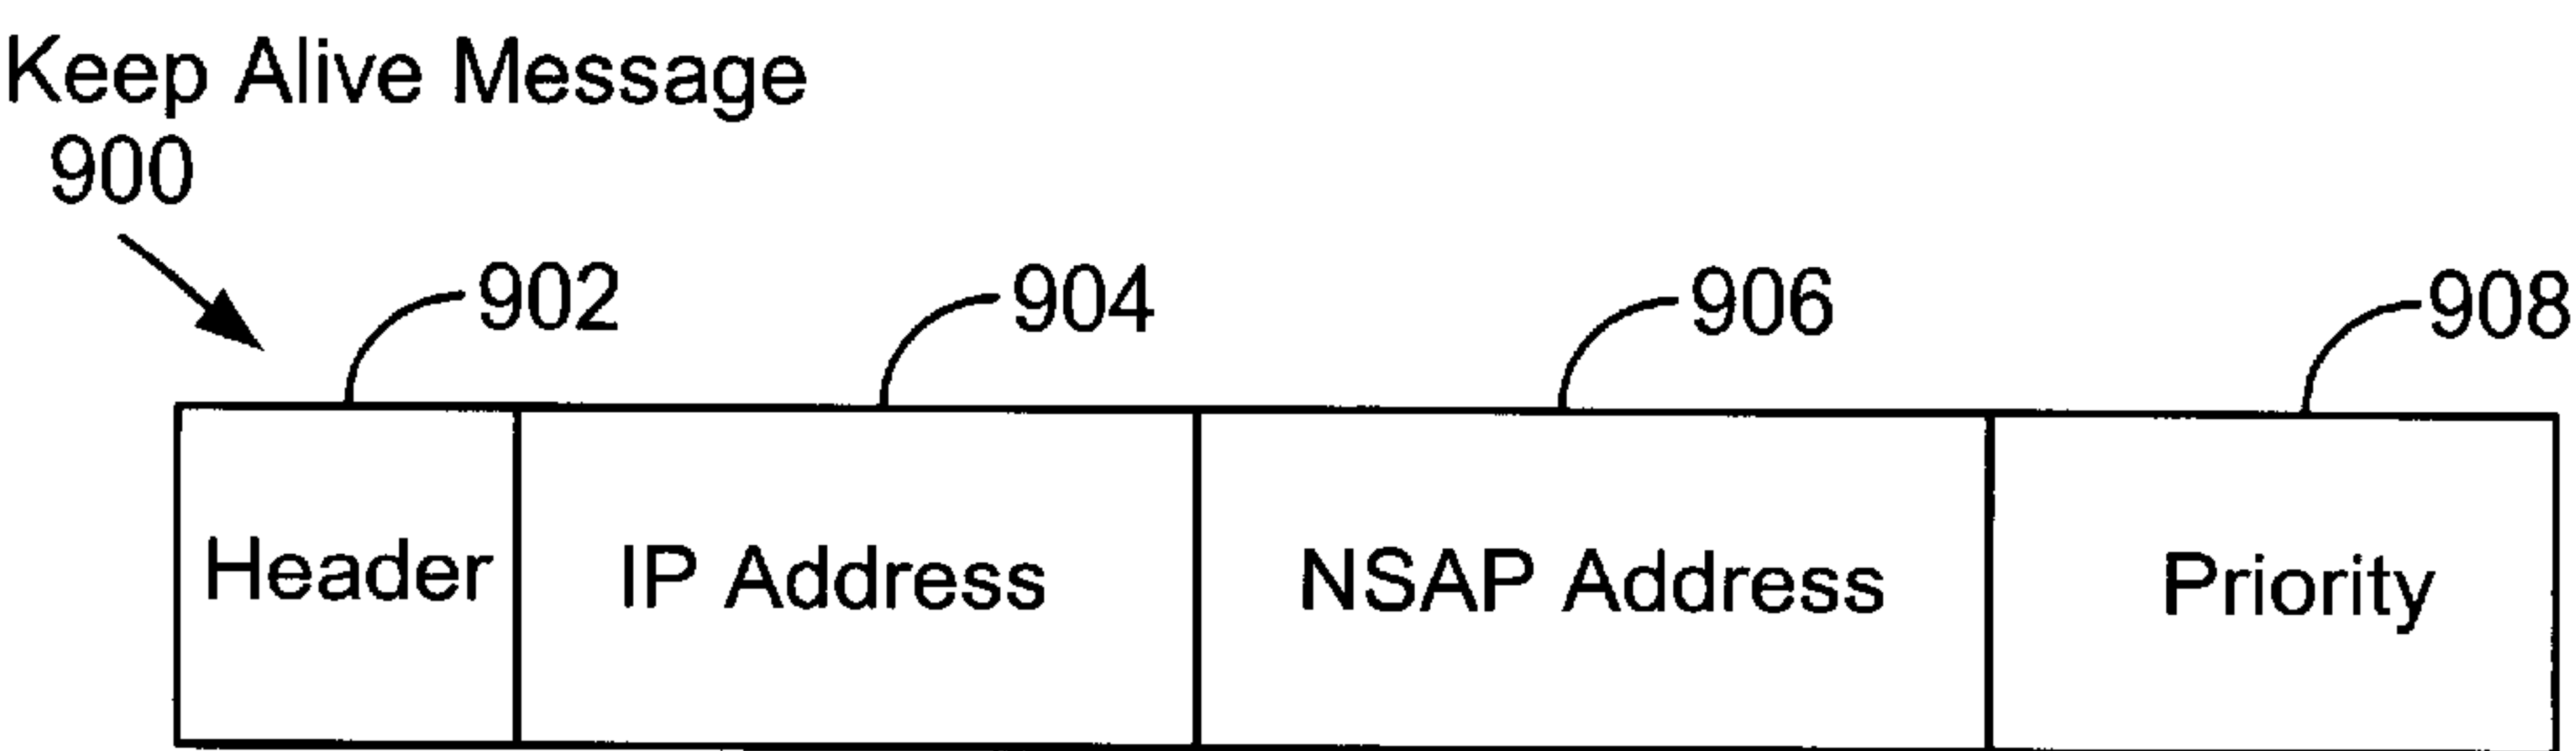 Keep Alive Message
900
902 904 906 908
Header IP Address NSAP Address Priority